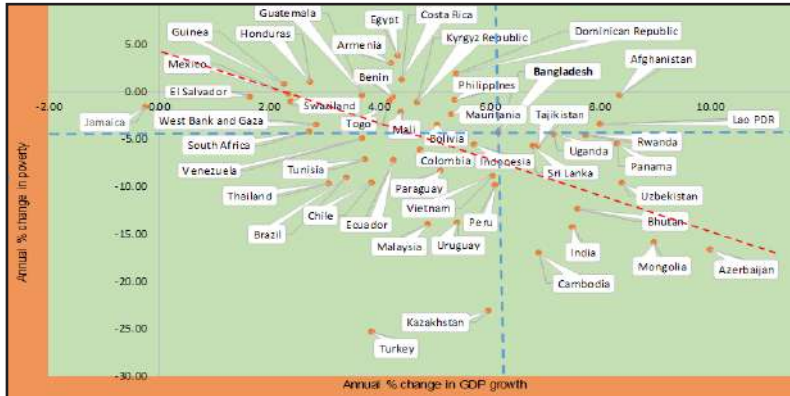 Annual % change in poverty
5.00
0.00
-5.00
-10.00
-15.00
-20.00
-25.00
-30.00
-2.00
2.00
4.00
6.00
8.00
10.00
Guatemala
Egypt
Costa Rica
Guinea
Honduras
Armenia
Kyrgyz Republic
Dominican Republic
Afghanistan
Mexico
Benin
Philippines
Bangladesh
El Salvador
Swaziland
Mauritania
Tajikistan
Lao PDR
Jamaica
West Bank and Gaza
Togo
Mali
Bolivia
Uganda
Rwanda
South Africa
Colombia
Indonesia
Sri Lanka
Panama
Venezuela
Tunisia
Paraguay
Uzbekistan
Thailand
Chile
Vietnam
Peru
Bhutan
Brazil
Ecuador
Malaysia
Uruguay
India
Mongolia
Azerbaijan
Cambodia
Kazakhstan
Turkey
Annual % change in GDP growth